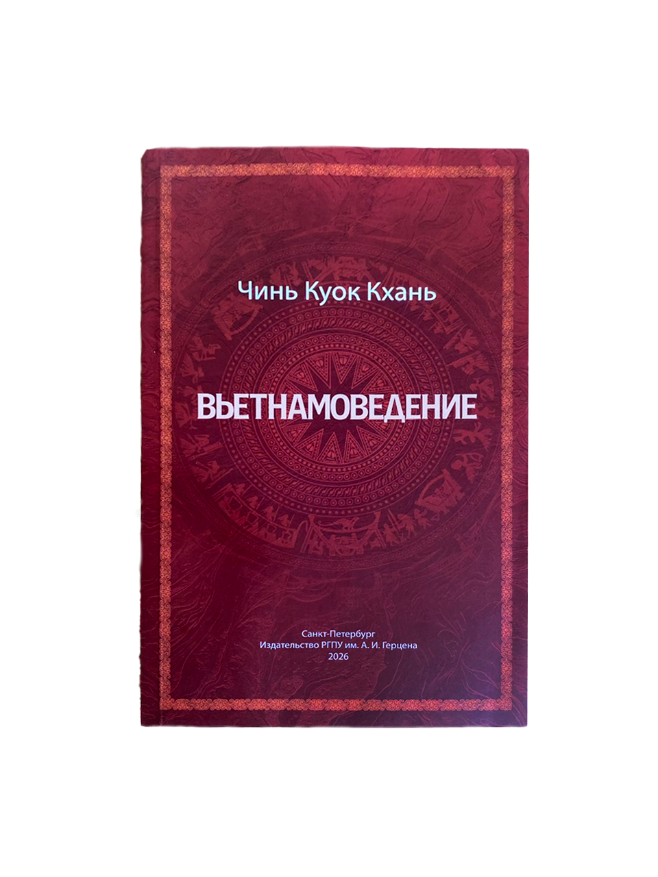 Чинь Куок Кхань
ВЬЕТНАМОВЕДЕНИЕ
Санкт-Петербург
Издательство РГПУ им. А. И. Герцена
2026